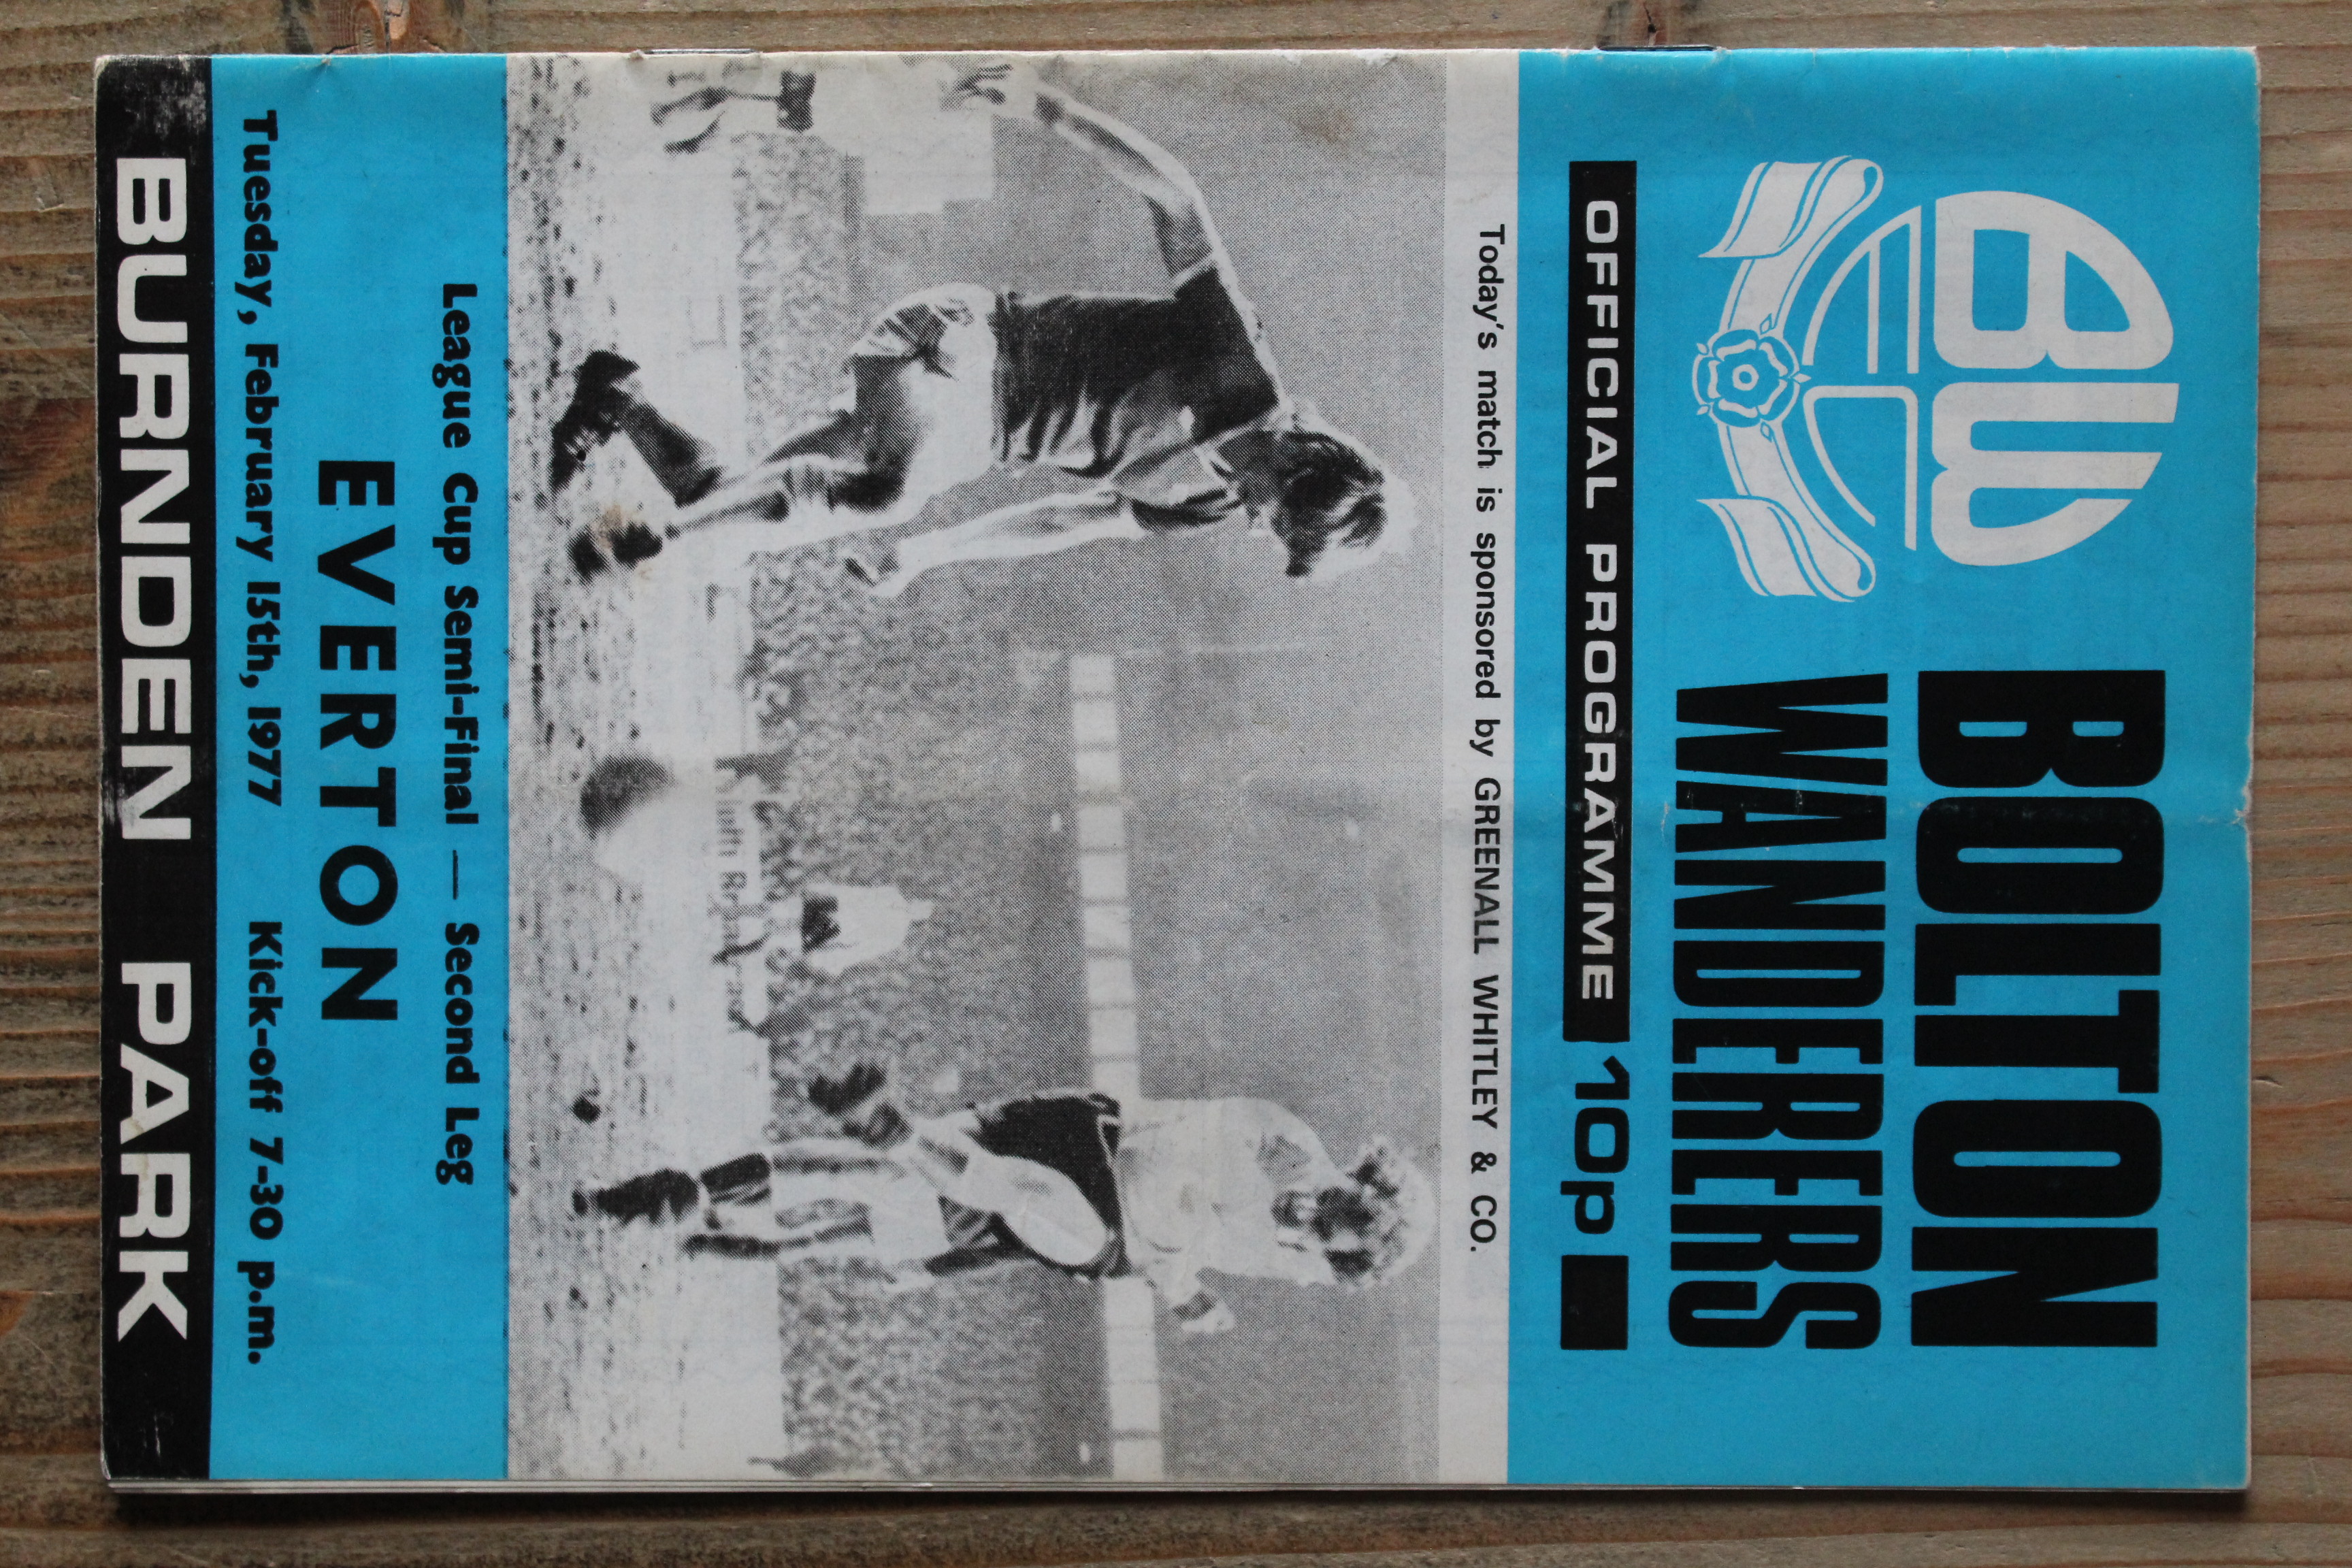 BW
FC
BOLTON
WANDERERS
OFFICIAL PROGRAMME 10p
Today's match is sponsored by GREENALL WHITLEY & CO.
League Cup Semi-Final — Second Leg
EVERTON
Tuesday, February 15th, 1977 Kick-off 7-30 p.m.
BURNDEN PARK